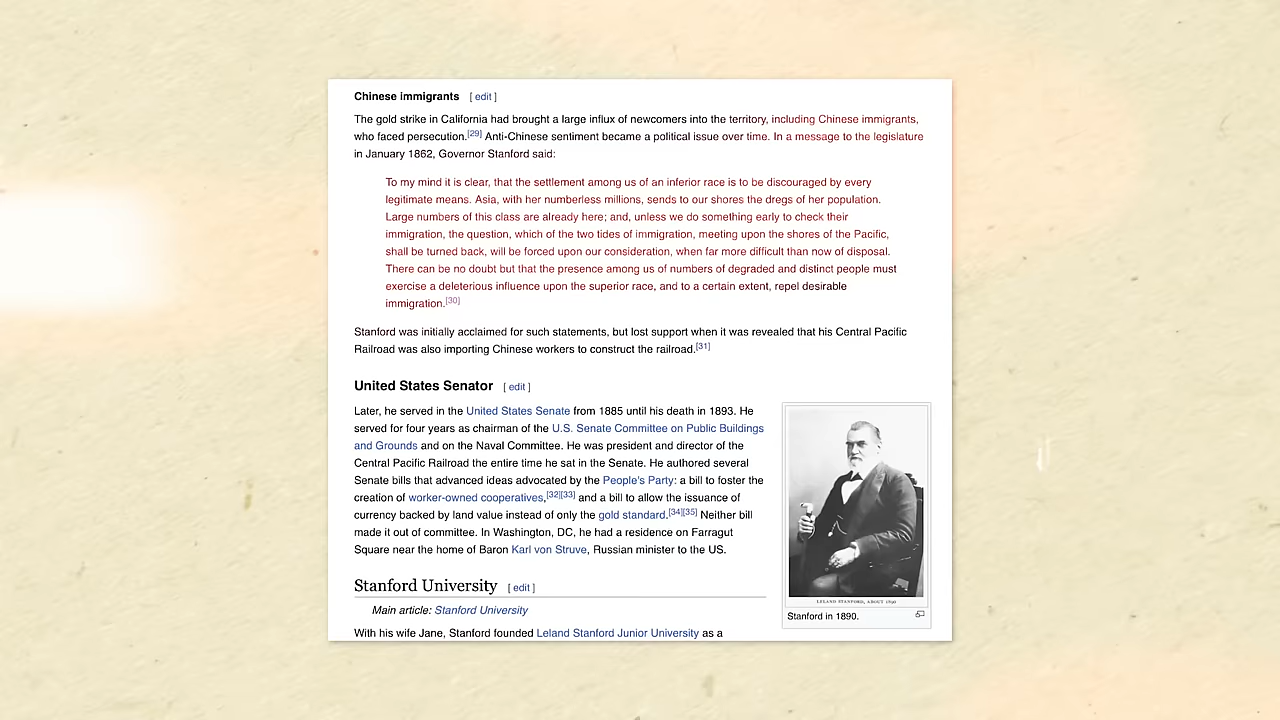 Chinese immigrants [ edit ]
The gold strike in California had brought a large influx of newcomers into the territory, including Chinese immigrants,
who faced persecution.[29] Anti-Chinese sentiment became a political issue over time. In a message to the legislature
in January 1862, Governor Stanford said:
To my mind it is clear, that the settlement among us of an inferior race is to be discouraged by every
legitimate means. Asia, with her numberless millions, sends to our shores the dregs of her population.
Large numbers of this class are already here; and, unless we do something early to check their
immigration, the question, which of the two tides of immigration, meeting upon the shores of the Pacific,
shall be turned back, will be forced upon our consideration, when far more difficult than now of disposal.
There can be no doubt but that the presence among us of numbers of degraded and distinct people must
exercise a deleterious influence upon the superior race, and to a certain extent, repel desirable
immigration.[30]
Stanford was initially acclaimed for such statements, but lost support when it was revealed that his Central Pacific
Railroad was also importing Chinese workers to construct the railroad.[31]
United States Senator [ edit ]
Later, he served in the United States Senate from 1885 until his death in 1893. He
served for four years as chairman of the U.S. Senate Committee on Public Buildings
and Grounds and on the Naval Committee. He was president and director of the
Central Pacific Railroad the entire time he sat in the Senate. He authored several
Senate bills that advanced ideas advocated by the People's Party: a bill to foster the
creation of worker-owned cooperatives,[32][33] and a bill to allow the issuance of
currency backed by land value instead of only the gold standard.[34][35] Neither bill
made it out of committee. In Washington, DC, he had a residence on Farragut
Square near the home of Baron Karl von Struve, Russian minister to the US.
LELAND STANFORD, ABOUT 1890
Stanford in 1890.
Stanford University [ edit ]
Main article: Stanford University
With his wife Jane, Stanford founded Leland Stanford Junior University as a